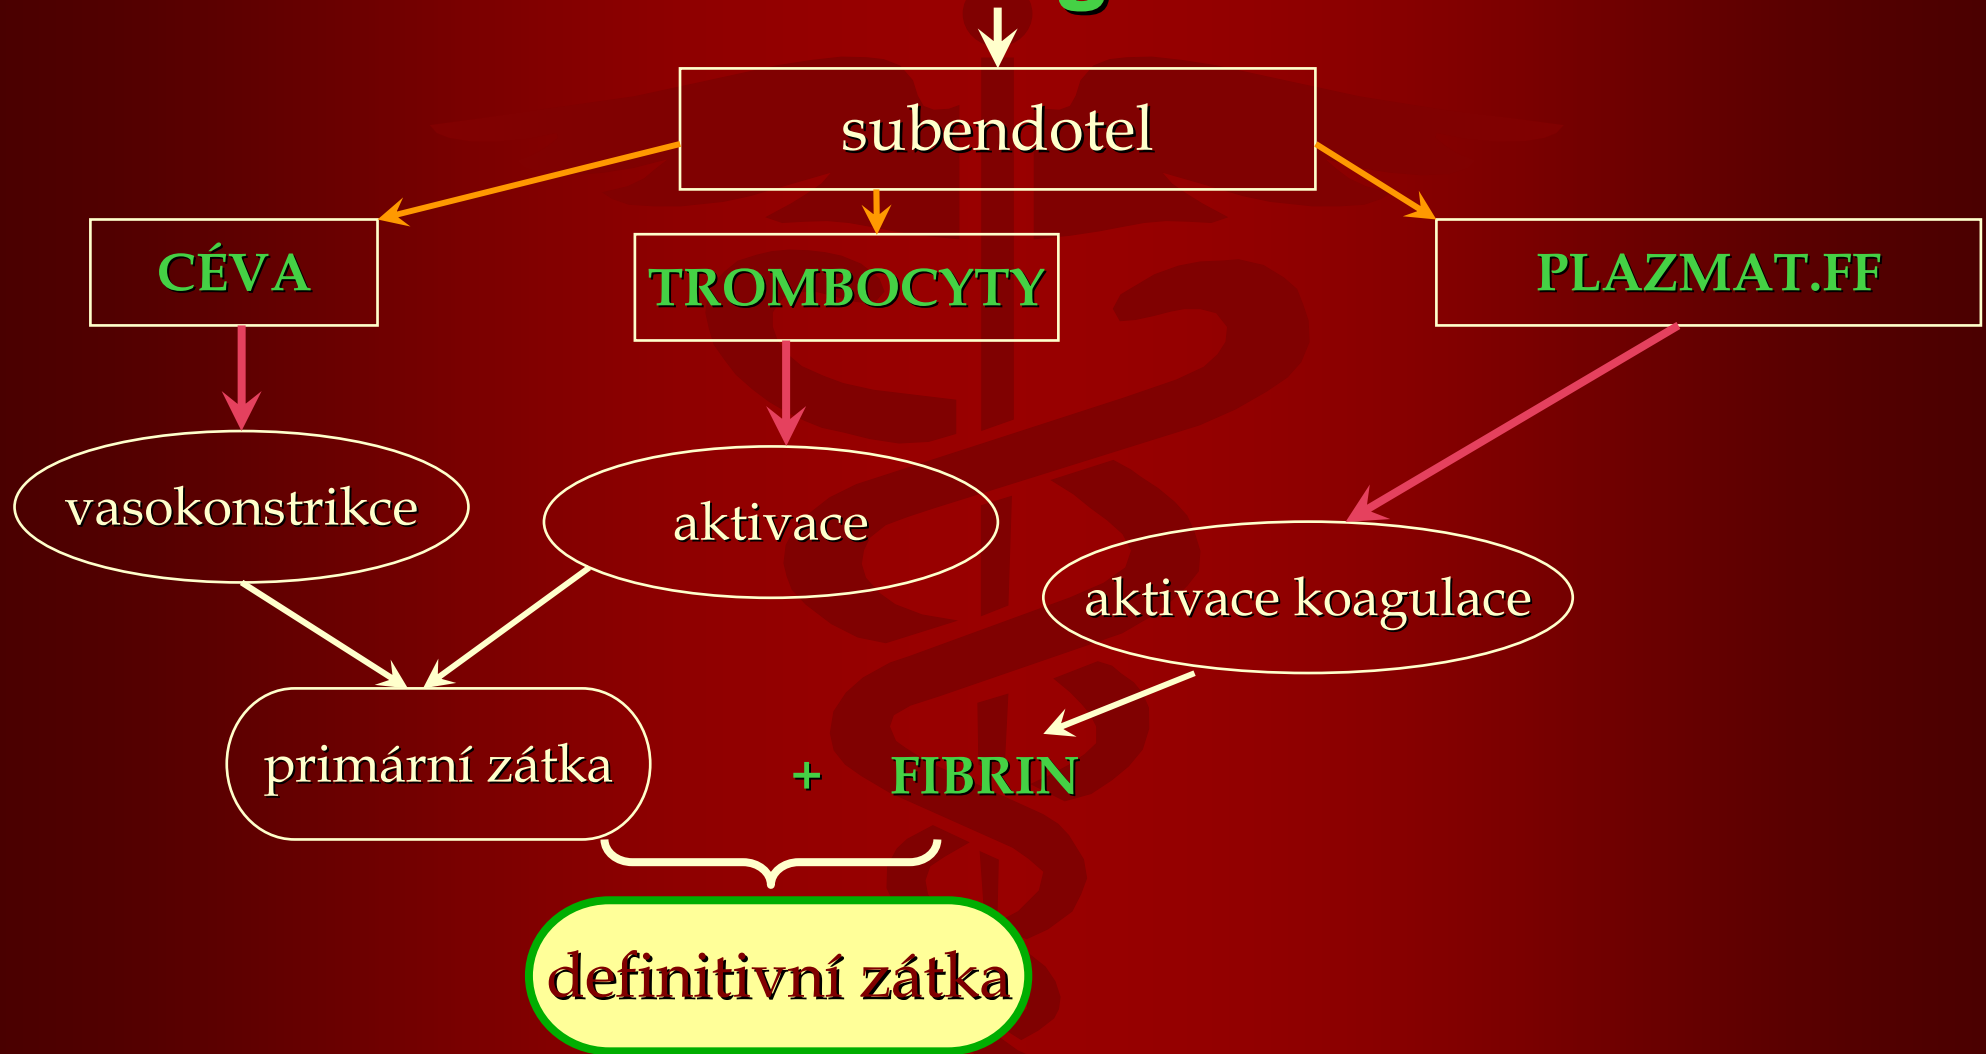 subendotel
CÉVA
TROMBOCYTY
PLAZMAT.FF
vasokonstrikce
aktivace
aktivace koagulace
primární zátka
+ FIBRIN
definitivní zátka